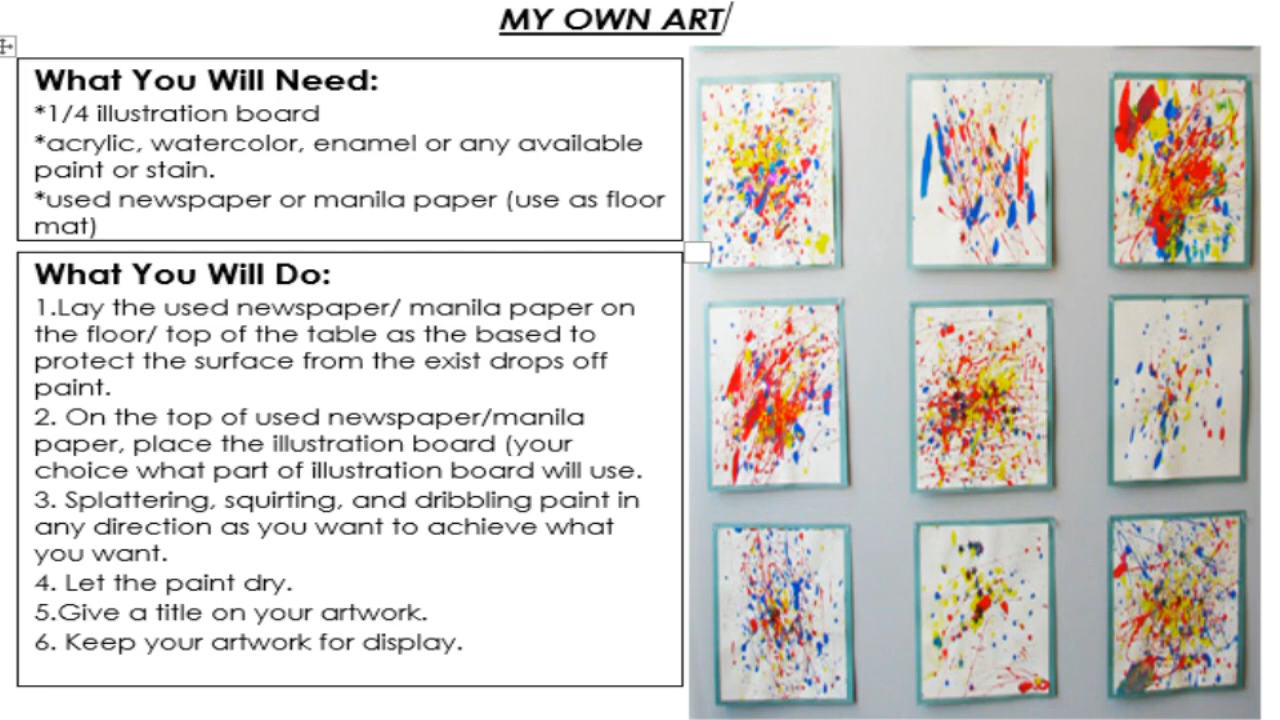 MY OWN ART/
What You Will Need:
*1/4 illustration board
*acrylic, watercolor, enamel or any available
paint or stain.
*used newspaper or manila paper (use as floor
mat)
What You Will Do:
1.Lay the used newspaper/ manila paper on
the floor/ top of the table as the based to
protect the surface from the exist drops off
paint.
2. On the top of used newspaper/manila
paper, place the illustration board (your
choice what part of illustration board will use.
3. Splattering, squirting, and dribbling paint in
any direction as you want to achieve what
you want.
4. Let the paint dry.
5.Give a title on your artwork.
6. Keep your artwork for display.